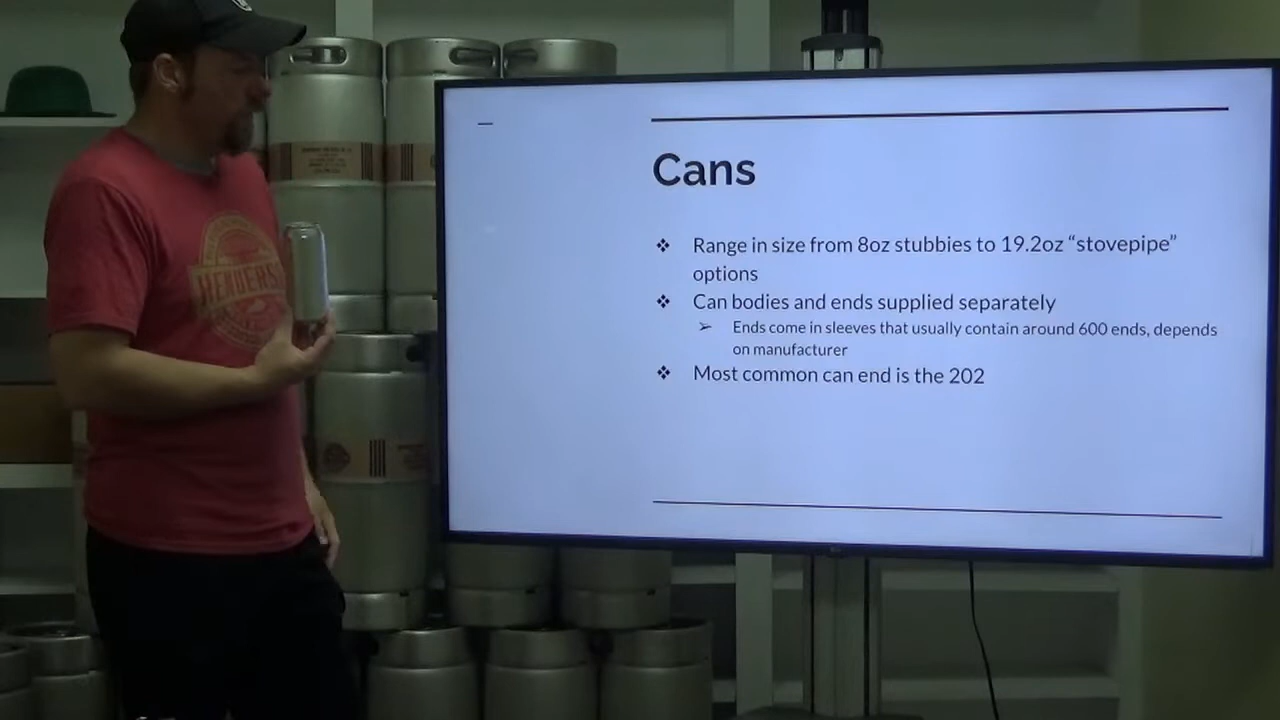 Cans
❖ Range in size from 8oz stubbies to 19.2oz “stovepipe”
options
❖ Can bodies and ends supplied separately
➢ Ends come in sleeves that usually contain around 600 ends, depends
on manufacturer
❖ Most common can end is the 202